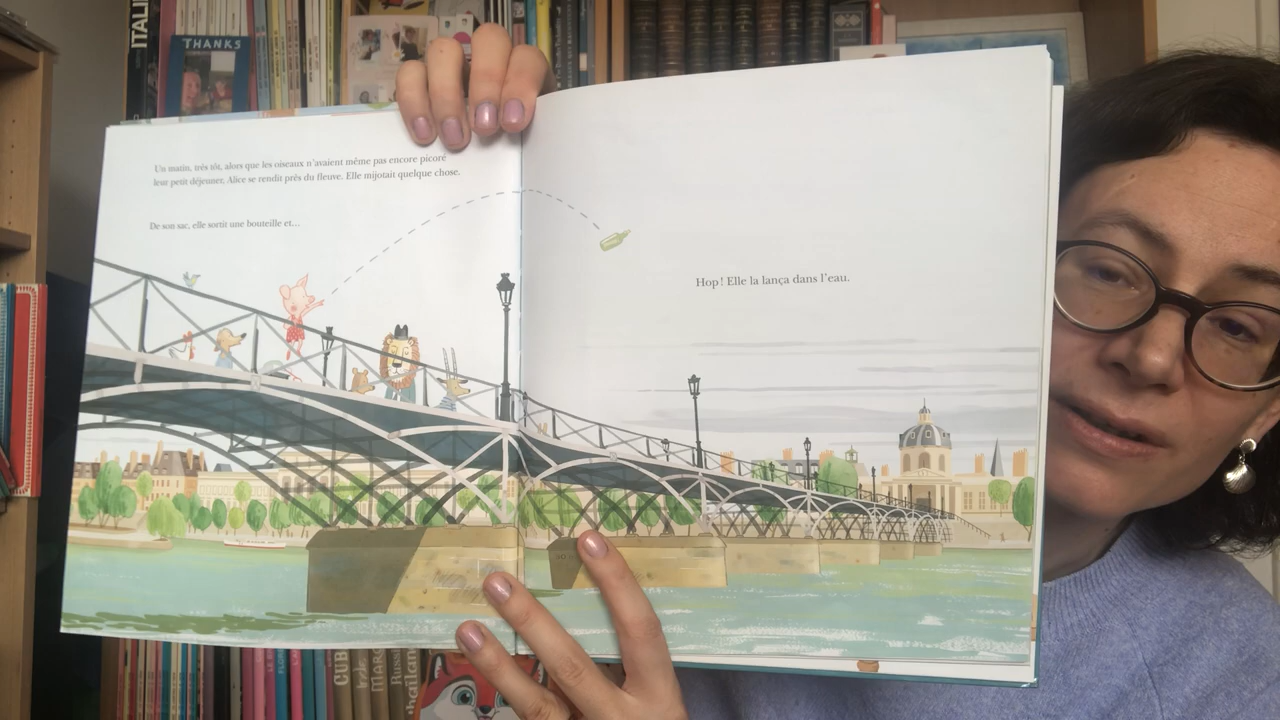 ITALIE
THANKS
Un matin, très tôt, alors que les oiseaux n'avaient même pas encore picoré
leur petit déjeuner, Alice se rendit près du fleuve. Elle mijotait quelque chose.
De son sac, elle sortit une bouteille et…
Hop ! Elle la lança dans l'eau.